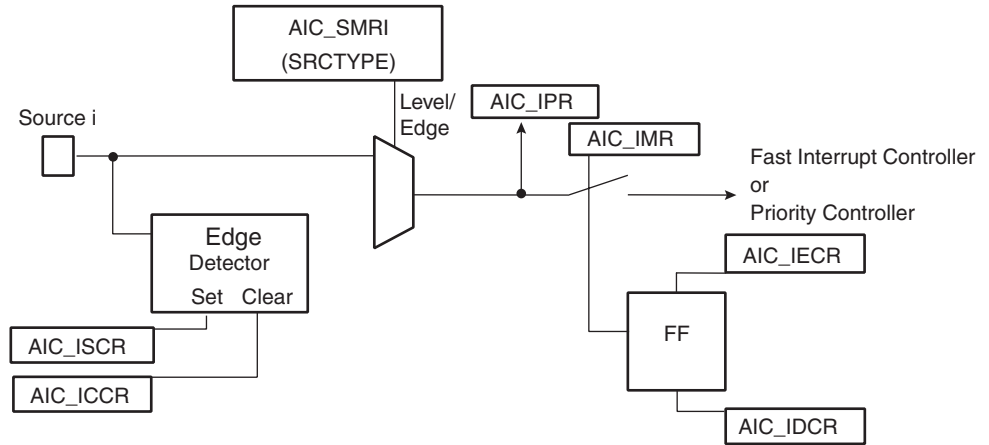 AIC_SMRI
(SRCTYPE)
Source i
Level/
Edge
AIC_IPR
AIC_IMR
Fast Interrupt Controller
or
Priority Controller
Edge
Detector
Set Clear
AIC_IECR
FF
AIC_ISCR
AIC_ICCR
AIC_IDCR